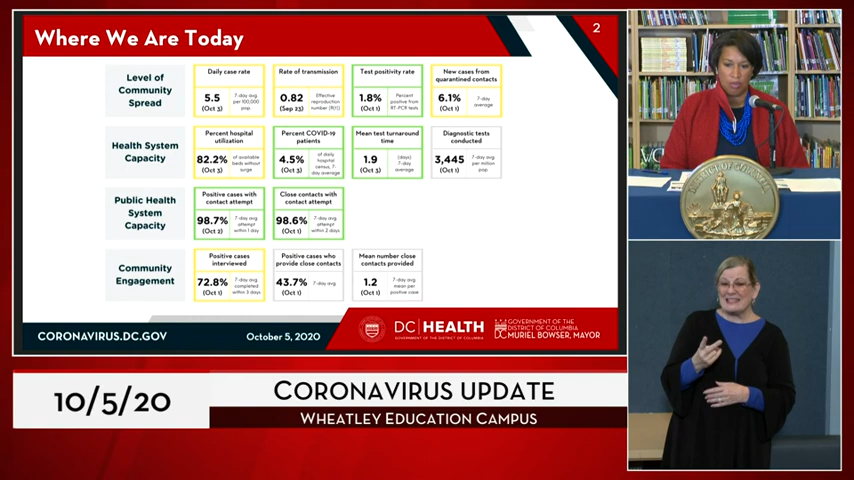 Where We Are Today
2
Level of
Community
Spread
Daily case rate
5.5
(Oct 3)
7-day avg.
per 100,000
pop
Rate of transmission
0.82
(Sep 23)
Effective
reproduction
number (R(t))
Test positivity rate
1.8%
(Oct 1)
Percent
positive from
RT-PCR tests
New cases from
quarantined contacts
6.1%
(Oct 1)
7-day
average
Health System
Capacity
Percent hospital
utilization
82.2%
(Oct 3)
of available
beds without
surge
Percent COVID-19
patients
4.5%
(Oct 3)
of daily
hospital
census, 7-
day average
Mean test turnaround
time
1.9
(Oct 3)
(days)
7-day
average
Diagnostic tests
conducted
3,445
(Oct 1)
7-day avg
per million
pop
Public Health
System
Capacity
Positive cases with
contact attempt
98.7%
(Oct 2)
7-day avg.
attempt
within 1 day
Close contacts with
contact attempt
98.6%
(Oct 1)
7-day avg.
attempt
within 2 days
Community
Engagement
Positive cases
interviewed
72.8%
(Oct 1)
7-day avg.
completed
within 3 days
Positive cases who
provide close contacts
43.7%
(Oct 1)
7-day avg.
Mean number close
contacts provided
1.2
(Oct 1)
7-day avg.
mean per
positive case
CORONAVIRUS.DC.GOV
October 5, 2020
DC HEALTH
GOVERNMENT OF THE DISTRICT OF COLUMBIA
GOVERNMENT OF THE
DISTRICT OF COLUMBIA
DC MURIEL BOWSER, MAYOR
DISTRICT OF COLUMBIA
10/5/20
CORONAVIRUS UPDATE
WHEATLEY EDUCATION CAMPUS